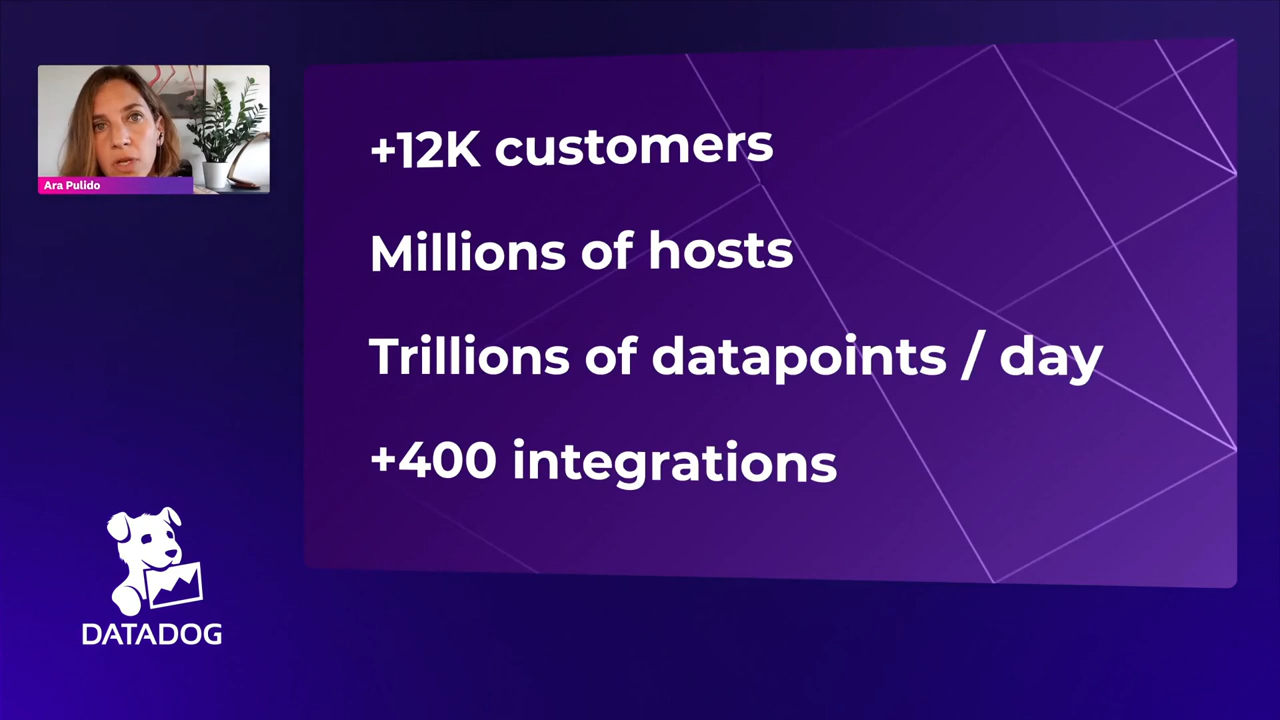 Ara Pulido
+12K customers
Millions of hosts
Trillions of datapoints / day
+400 integrations
DATADOG